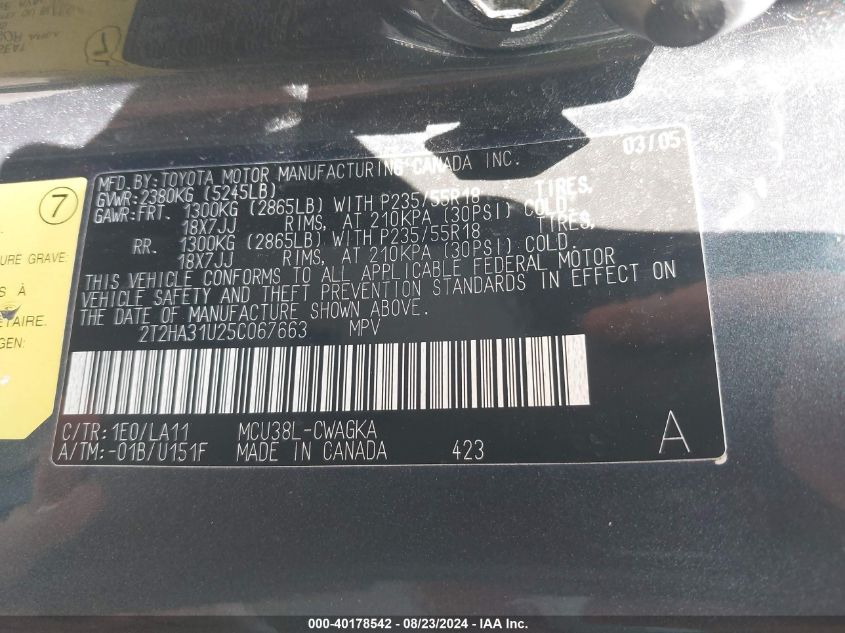 03/05
MFD. BY: TOYOTA MOTOR MANUFACTURING CANADA INC.
GVWR: 2380KG (5245LB)
GAWR: FRT. 1300KG (2865LB) WITH P235/55R18 TIRES,
18X7JJ RIMS, AT 210KPA (30PSI) COLD.
RR. 1300KG (2865LB) WITH P235/55R18 TIRES,
18X7JJ RIMS, AT 210KPA (30PSI) COLD.
THIS VEHICLE CONFORMS TO ALL APPLICABLE FEDERAL MOTOR
VEHICLE SAFETY AND THEFT PREVENTION STANDARDS IN EFFECT ON
THE DATE OF MANUFACTURE SHOWN ABOVE.
2T2HA31U25C067663 MPV
C/TR: 1E0/LA11 MCU38L-CWAGKA
A/TM: -01B/U151F MADE IN CANADA 423 A
7
URE GRAVE
S À
ÉTAIRE.
GEN:
000-40178542 - 08/23/2024 - IAA Inc.